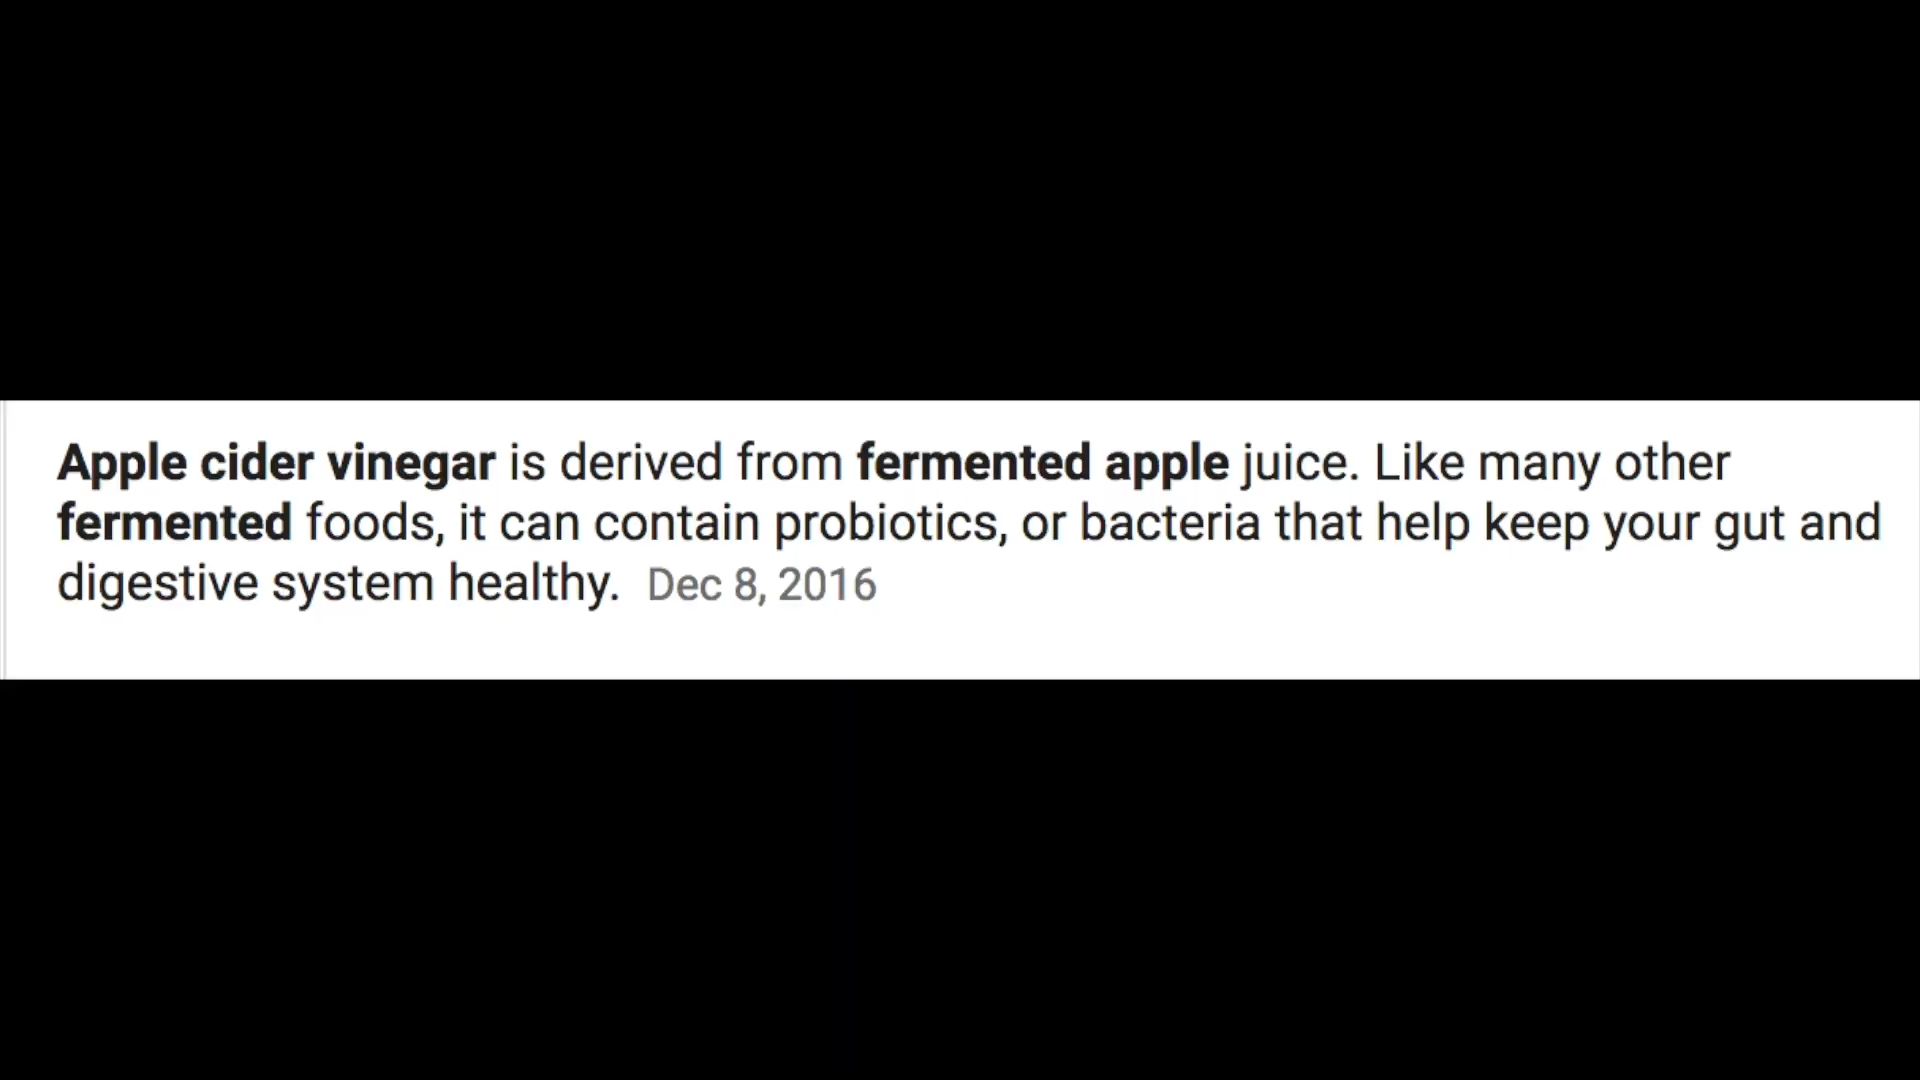 Apple cider vinegar is derived from fermented apple juice. Like many other
fermented foods, it can contain probiotics, or bacteria that help keep your gut and
digestive system healthy. Dec 8, 2016